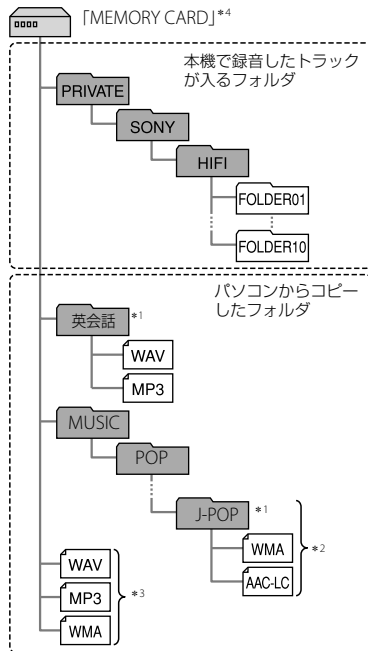 「MEMORY CARD」*4
本機で録音したトラック
が入るフォルダ
PRIVATE
SONY
HIFI
FOLDER01
FOLDER10
パソコンからコピー
したフォルダ
英会話 *1
WAV
MP3
MUSIC
POP
J-POP *1
WMA
*2
AAC-LC
WAV
MP3 *3
WMA